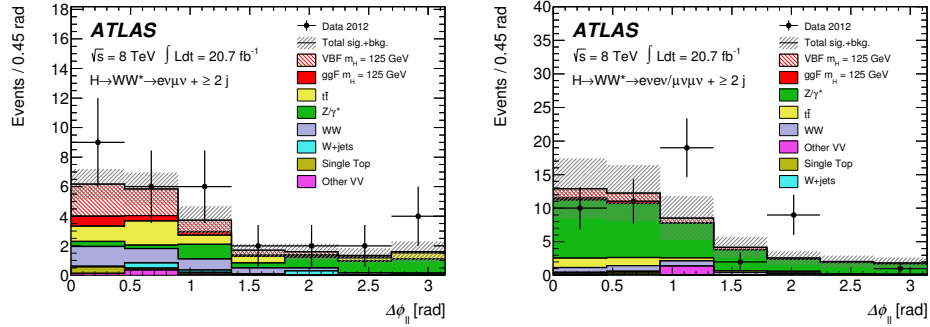 Events / 0.45 rad
18
16
14
12
10
8
6
4
2
0
ATLAS
√s = 8 TeV ∫ Ldt = 20.7 fb⁻¹
H→WW*→eνμν + ≥ 2 j
Data 2012
Total sig.+bkg.
VBF m_H = 125 GeV
ggF m_H = 125 GeV
tt̄
Z/γ*
WW
W+jets
Single Top
Other VV
0 0.5 1 1.5 2 2.5 3
Δϕ_ll [rad]
Events / 0.45 rad
40
35
30
25
20
15
10
5
0
ATLAS
√s = 8 TeV ∫ Ldt = 20.7 fb⁻¹
H→WW*→eνeν/μνμν + ≥ 2 j
Data 2012
Total sig.+bkg.
VBF m_H = 125 GeV
ggF m_H = 125 GeV
Z/γ*
tt̄
WW
Other VV
Single Top
W+jets
0 0.5 1 1.5 2 2.5 3
Δϕ_ll [rad]